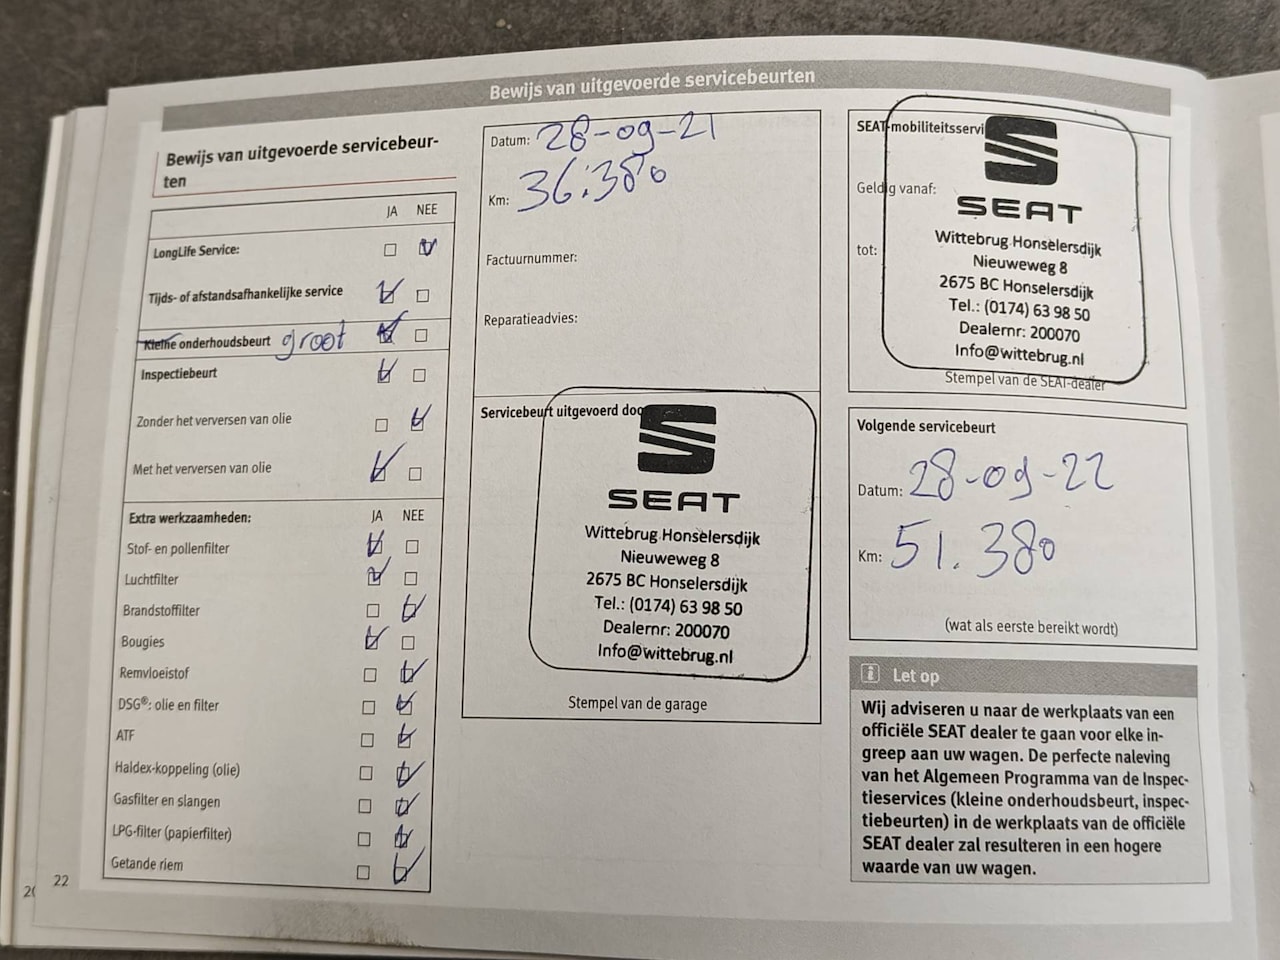 Bewijs van uitgevoerde servicebeurten
Bewijs van uitgevoerde servicebeur-
ten
JA NEE
LongLife Service:
Tijds- of afstandsafhankelijke service
Kleine onderhoudsbeurt groot
Inspectiebeurt
Zonder het verversen van olie
Met het verversen van olie
Extra werkzaamheden: JA NEE
Stof- en pollenfilter
Luchtfilter
Brandstoffilter
Bougies
Remvloeistof
DSG®: olie en filter
ATF
Haldex-koppeling (olie)
Gasfilter en slangen
LPG-filter (papierfilter)
Getande riem
22
Datum: 28-09-21
Km: 36.380
Factuurnummer:
Reparatieadvies:
Servicebeurt uitgevoerd doo
SEAT
Wittebrug Honselersdijk
Nieuweweg 8
2675 BC Honselersdijk
Tel.: (0174) 63 98 50
Dealernr: 200070
Info@wittebrug.nl
Stempel van de garage
SEAT-mobiliteitsservi
Geldig vanaf:
tot:
SEAT
Wittebrug Honselersdijk
Nieuweweg 8
2675 BC Honselersdijk
Tel.: (0174) 63 98 50
Dealernr: 200070
Info@wittebrug.nl
Stempel van de SEAT-dealer
Volgende servicebeurt
Datum: 28-09-22
Km: 51.380
(wat als eerste bereikt wordt)
Let op
Wij adviseren u naar de werkplaats van een
officiële SEAT dealer te gaan voor elke in-
greep aan uw wagen. De perfecte naleving
van het Algemeen Programma van de Inspec-
tieservices (kleine onderhoudsbeurt, inspec-
tiebeurten) in de werkplaats van de officiële
SEAT dealer zal resulteren in een hogere
waarde van uw wagen.